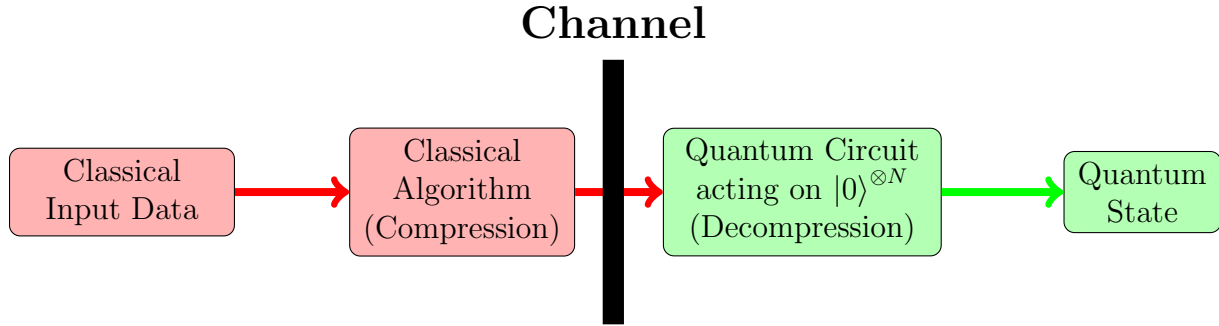 Channel
Classical
Input Data
Classical
Algorithm
(Compression)
Quantum Circuit
acting on |0⟩^{⊗N}
(Decompression)
Quantum
State